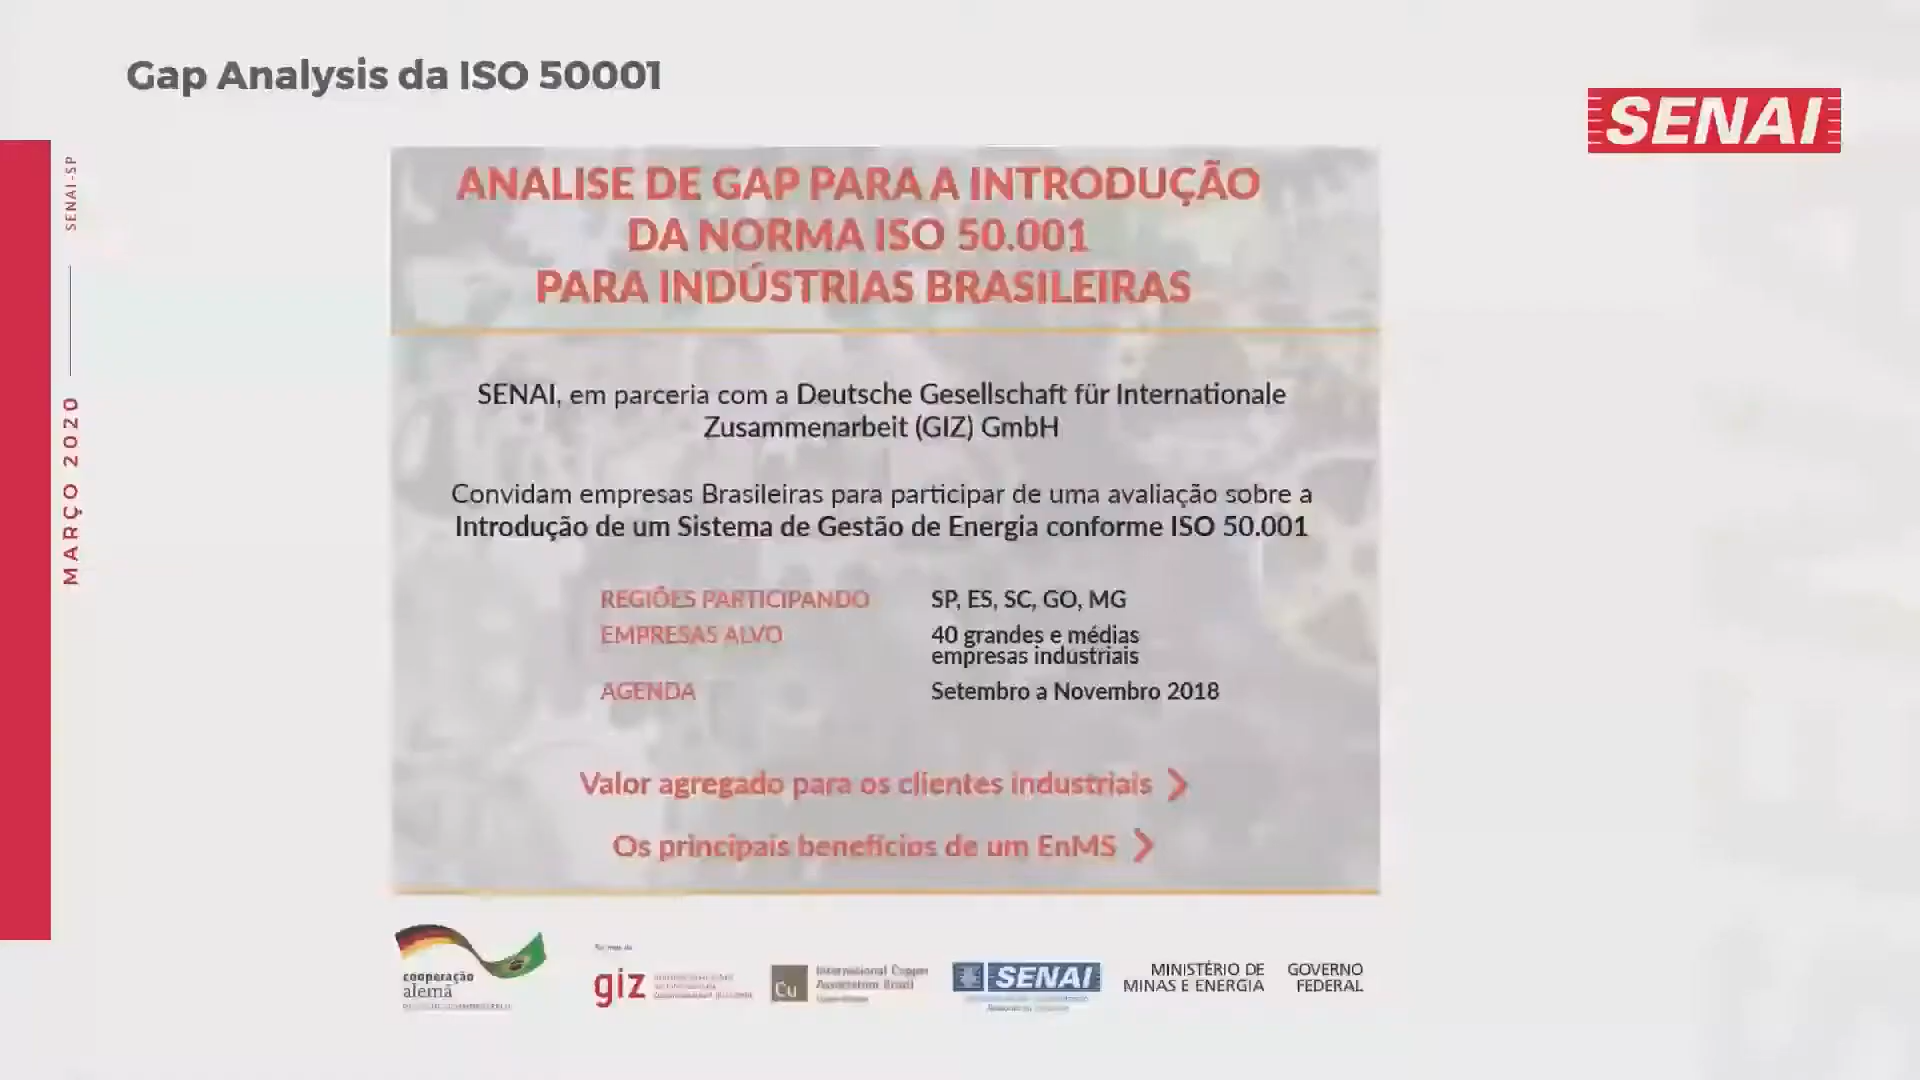 Gap Analysis da ISO 50001
SENAI
SENAI-SP
MARÇO 2020
ANALISE DE GAP PARA A INTRODUÇÃO
DA NORMA ISO 50.001
PARA INDÚSTRIAS BRASILEIRAS
SENAI, em parceria com a Deutsche Gesellschaft für Internationale
Zusammenarbeit (GIZ) GmbH
Convidam empresas Brasileiras para participar de uma avaliação sobre a
Introdução de um Sistema de Gestão de Energia conforme ISO 50.001
REGIÕES PARTICIPANDO SP, ES, SC, GO, MG
EMPRESAS ALVO 40 grandes e médias
empresas industriais
AGENDA Setembro a Novembro 2018
Valor agregado para os clientes industriais
Os principais benefícios de um EnMS
cooperação
alemã
giz
Cu
International Copper
Association Brazil
SENAI
MINISTÉRIO DE
MINAS E ENERGIA
GOVERNO
FEDERAL